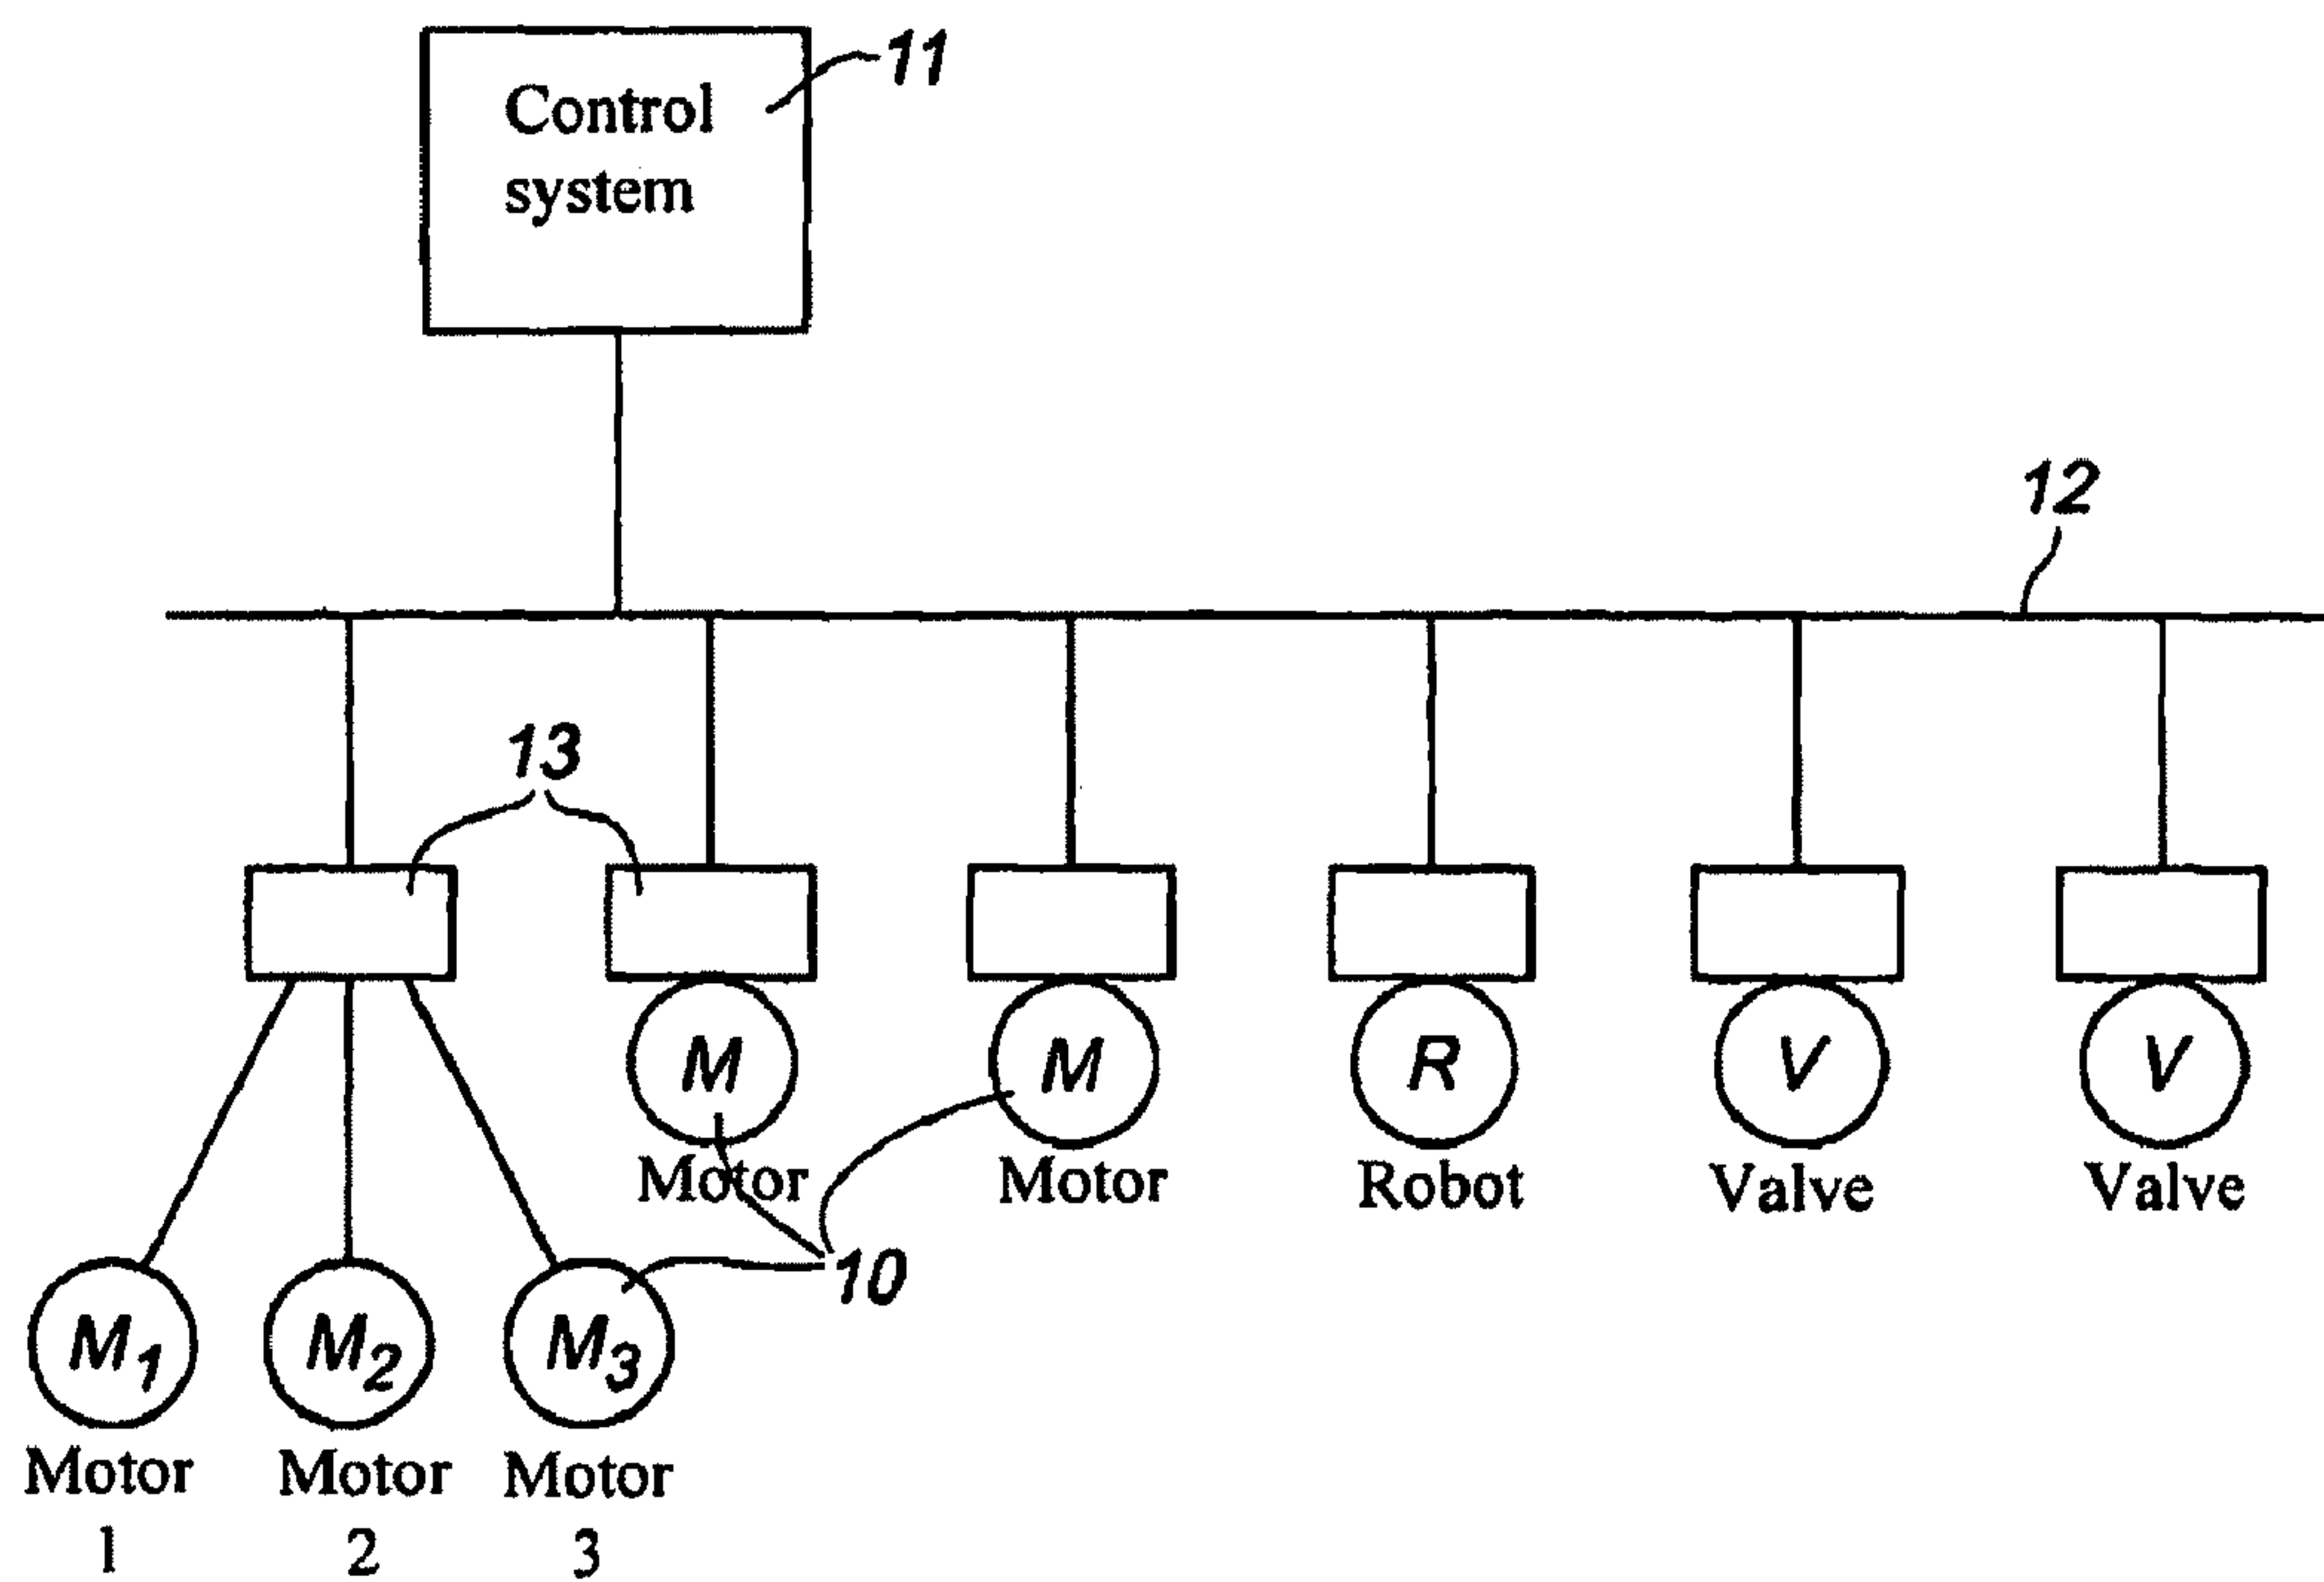 11
Control
system
12
13
M
M
R
V
V
Motor
Motor
Robot
Valve
Valve
10
M1
M2
M3
Motor
1
Motor
2
Motor
3